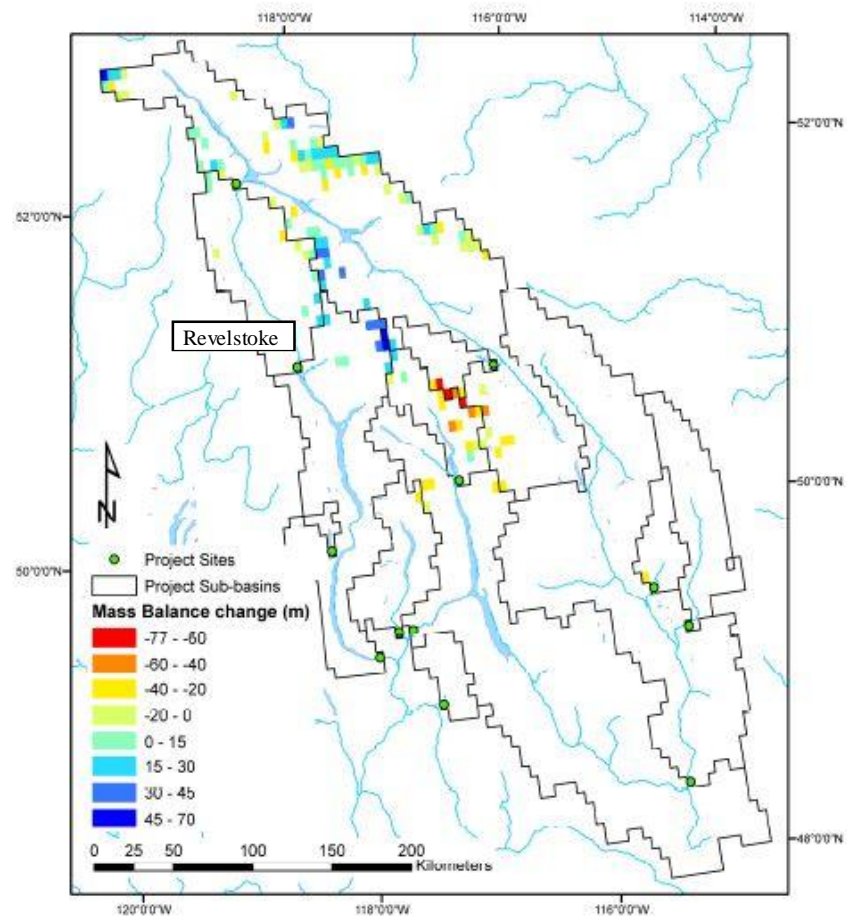 118°0'0"W 116°0'0"W 114°0'0"W
52°0'0"N
52°0'0"N
Revelstoke
50°0'0"N
N
50°0'0"N
Project Sites
Project Sub-basins
Mass Balance change (m)
-77 - -60
-60 - -40
-40 - -20
-20 - 0
0 - 15
15 - 30
30 - 45
45 - 70
48°0'0"N
0 25 50 100 150 200
Kilometers
120°0'0"W 118°0'0"W 116°0'0"W